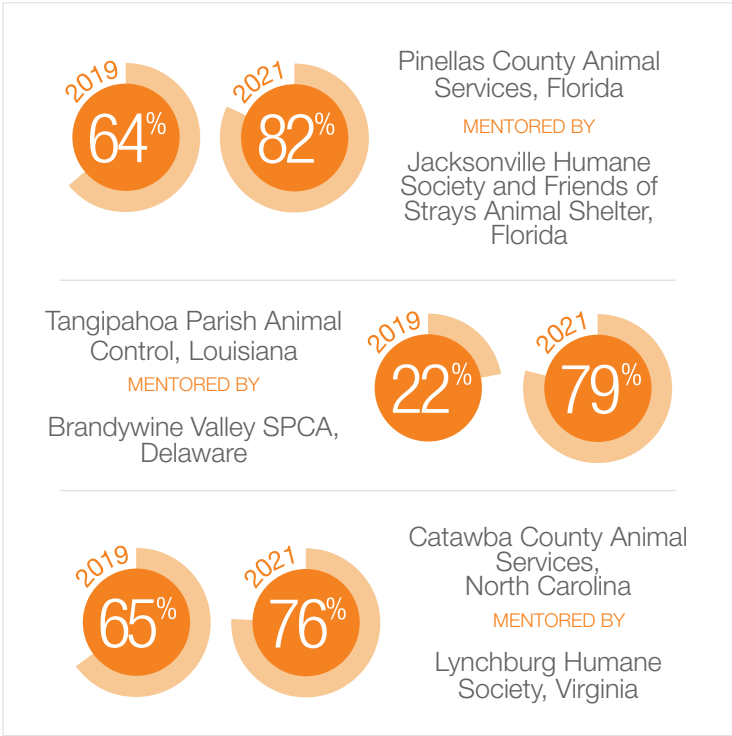 2019
64%
2021
82%
Pinellas County Animal
Services, Florida
MENTORED BY
Jacksonville Humane
Society and Friends of
Strays Animal Shelter,
Florida
Tangipahoa Parish Animal
Control, Louisiana
MENTORED BY
Brandywine Valley SPCA,
Delaware
2019
22%
2021
79%
2019
65%
2021
76%
Catawba County Animal
Services,
North Carolina
MENTORED BY
Lynchburg Humane
Society, Virginia